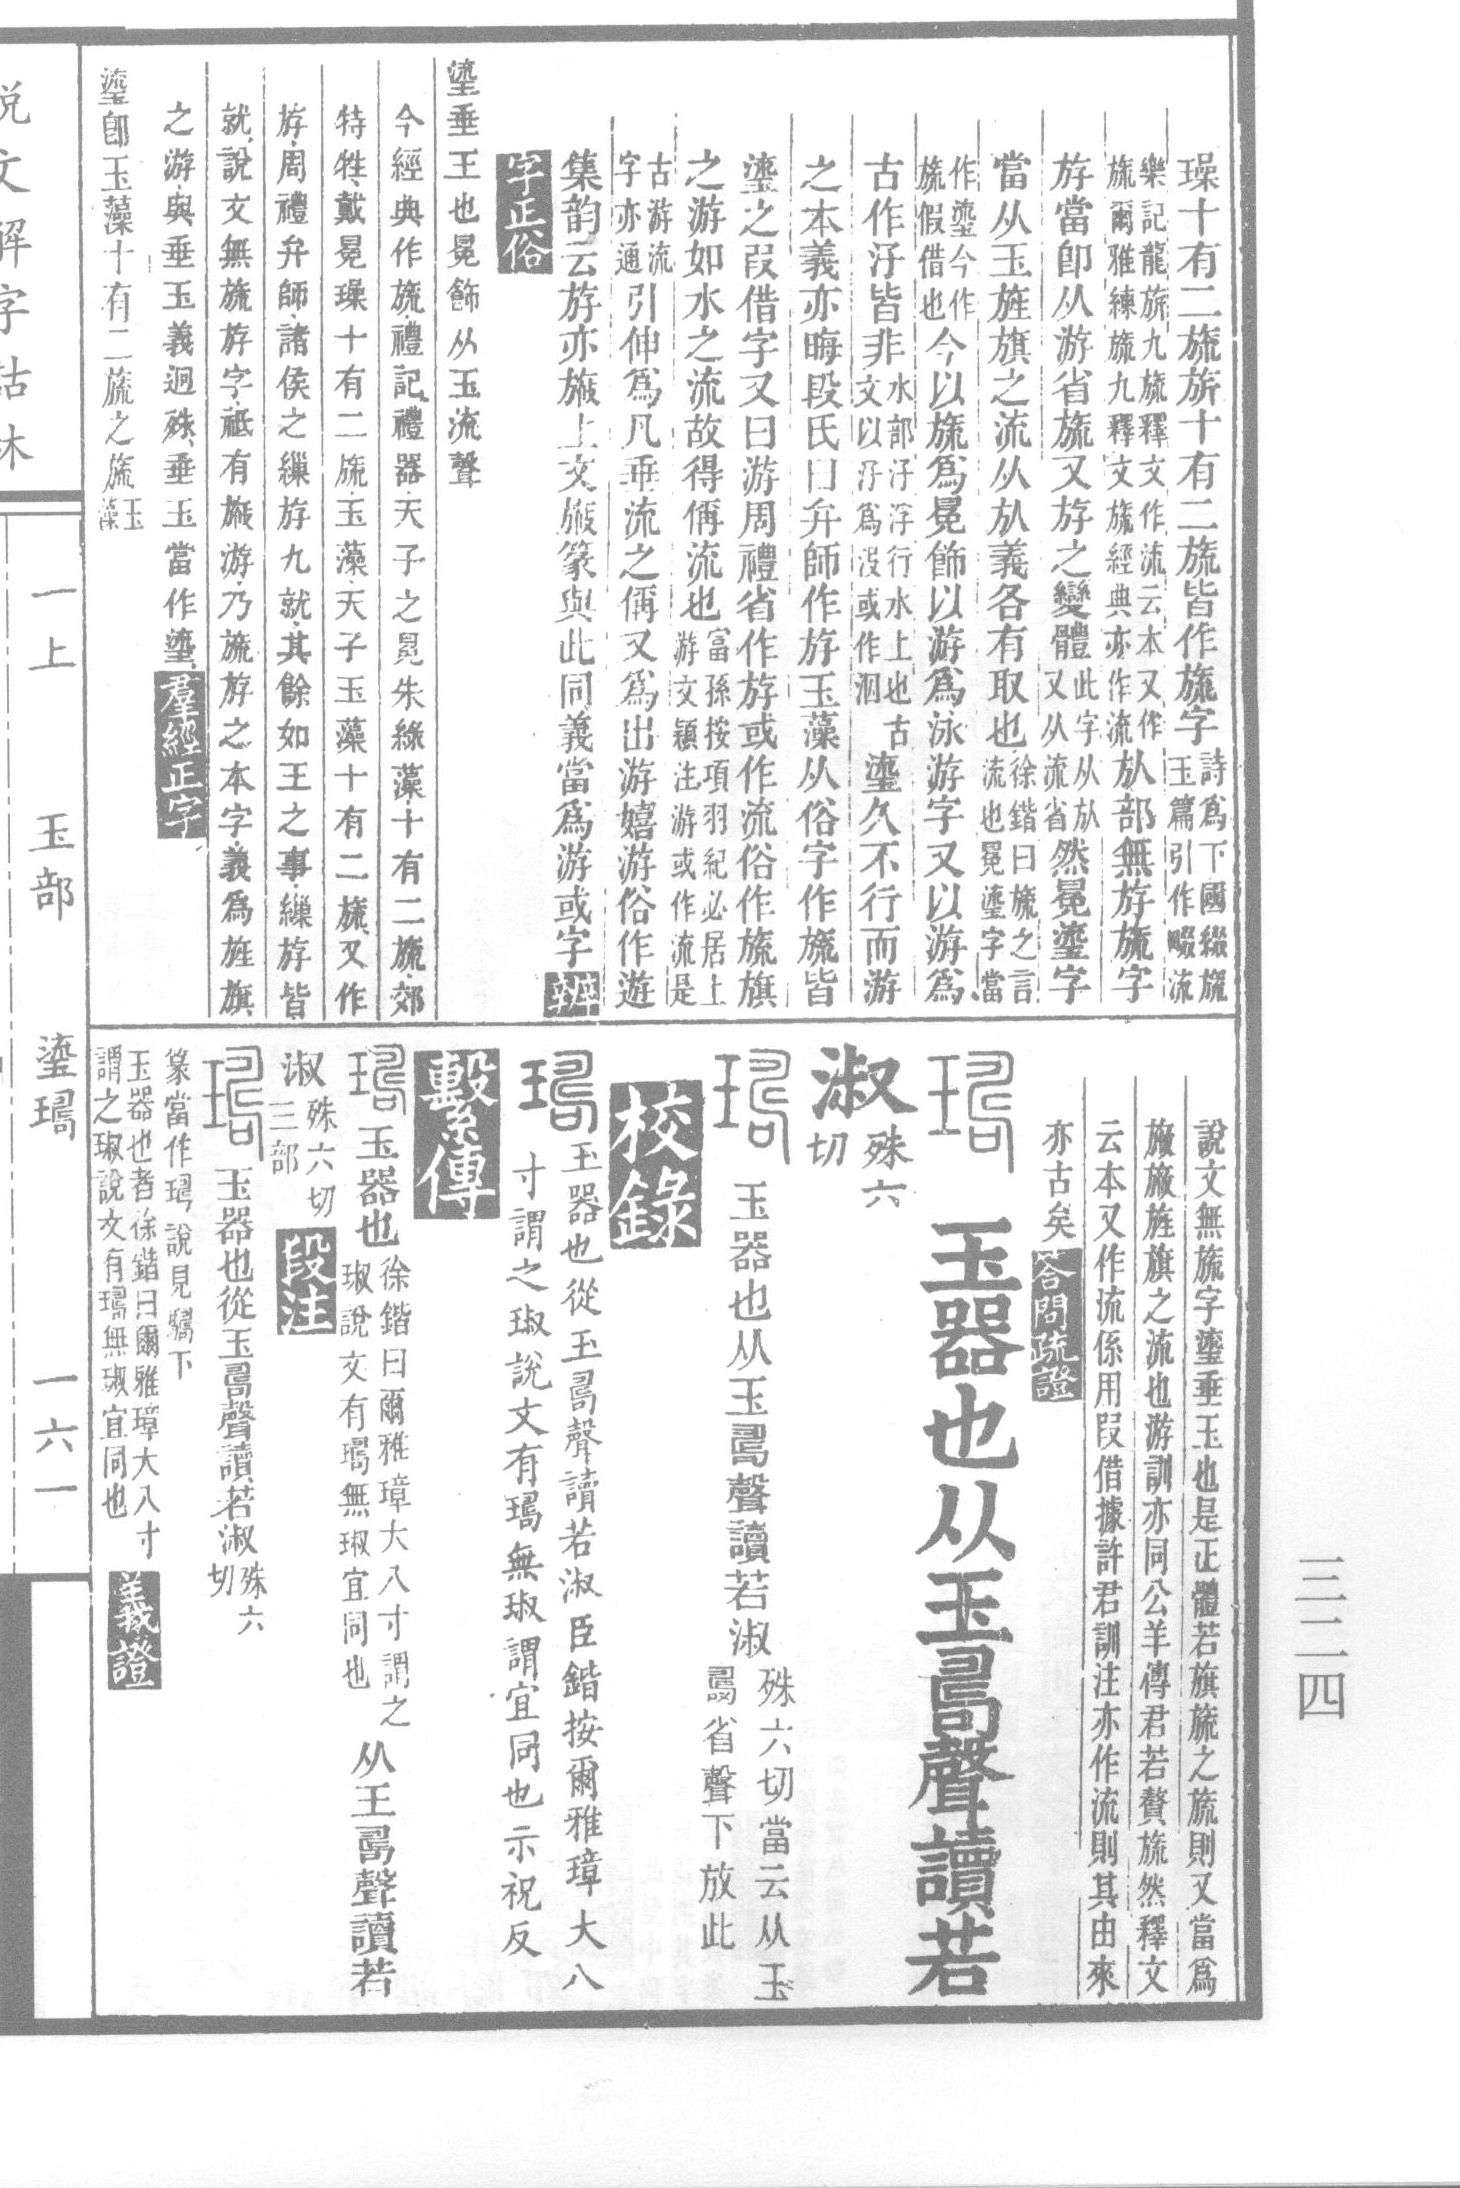 璪十有二旒旂十有二旒皆作旒字詩爲下國綴旒玉篇引作畷流
樂記龍旂九旒釋文作流云本又作旒爾雅練旒九釋文旒經典亦作流㫃部無斿旒字
斿當卽从游省旒又斿之變體此字从㫃又从流省然冕瑬字
當从玉旌旗之流从㫃義各有取也徐鍇曰旒之言流也冕瑬字當
作瑬今作旒假借也今以旒爲冕飾以游爲泳游字又以游爲
古作汓皆非水部汓浮行水上也古文以汓爲沒或作泅瑬久不行而游
之本義亦晦段氏曰弁師作斿玉藻从俗字作旒皆
瑬之叚借字又曰游周禮省作斿或作流俗作旒旗
之游如水之流故得偁流也富孫按項羽紀必居上游文穎注游或作流是
古游流字亦通引伸爲凡垂流之偁又爲出游嬉游俗作遊
集韵云斿亦㫍上文㫍篆與此同義當爲游或字辨
字正俗
瑬垂玉也冕飾从玉流聲
今經典作旒禮記禮器天子之冕朱綠藻十有二旒郊
特牲戴冕璪十有二旒玉藻天子玉藻十有二旒又作
斿周禮弁師諸侯之繅斿九就其餘如王之事繅斿皆
就說文無旒斿字祗有㫍游乃旒斿之本字義爲旌旗
之游與垂玉義迥殊垂玉當作瑬羣經正字
瑬卽玉藻十有二旒之旒玉藻
說文無旒字瑬垂玉也是正體若旗旒之旒則又當爲
㫍㫍旌旗之流也游訓亦同公羊傳君若贅旒然釋文
云本又作流係用叚借據許君訓注亦作流則其由來
亦古矣答問疏證
玉器也从玉𠷎聲讀若
淑殊六切
玉器也从玉𠷎聲讀若淑殊六切當云从玉𠷎省聲下放此
校錄
玉器也從玉𠷎聲讀若淑臣鍇按爾雅璋大八
寸謂之琡說文有㻿無琡謂宜同也示祝反
繫傳
玉器也徐鍇曰爾雅璋大八寸謂之琡說文有㻿無琡宜同也从王𠷎聲讀若
淑殊六切三部段注
玉器也從玉𠷎聲讀若淑殊六切
篆當作㻿說見下
玉器也者徐鍇曰爾雅璋大八寸謂之琡說文有㻿無琡宜同也義證
說文解字詁林
一上
玉部
瑬㻿
一六一
三二四